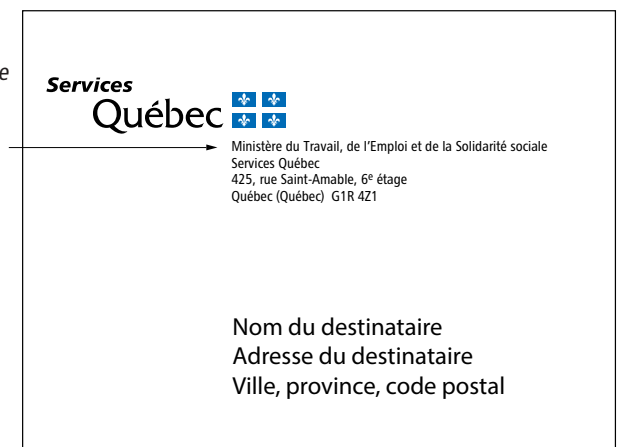 e
Services
Québec
Ministère du Travail, de l'Emploi et de la Solidarité sociale
Services Québec
425, rue Saint-Amable, 6e étage
Québec (Québec)  G1R 4Z1
Nom du destinataire
Adresse du destinataire
Ville, province, code postal